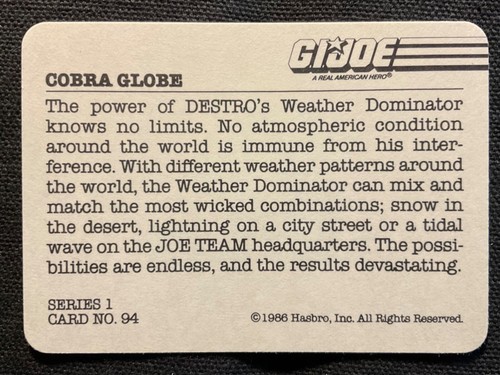 G.I. JOE
A REAL AMERICAN HERO®
COBRA GLOBE
The power of DESTRO's Weather Dominator
knows no limits. No atmospheric condition
around the world is immune from his inter-
ference. With different weather patterns around
the world, the Weather Dominator can mix and
match the most wicked combinations; snow in
the desert, lightning on a city street or a tidal
wave on the JOE TEAM headquarters. The possi-
bilities are endless, and the results devastating.
SERIES 1
CARD NO. 94
©1986 Hasbro, Inc. All Rights Reserved.